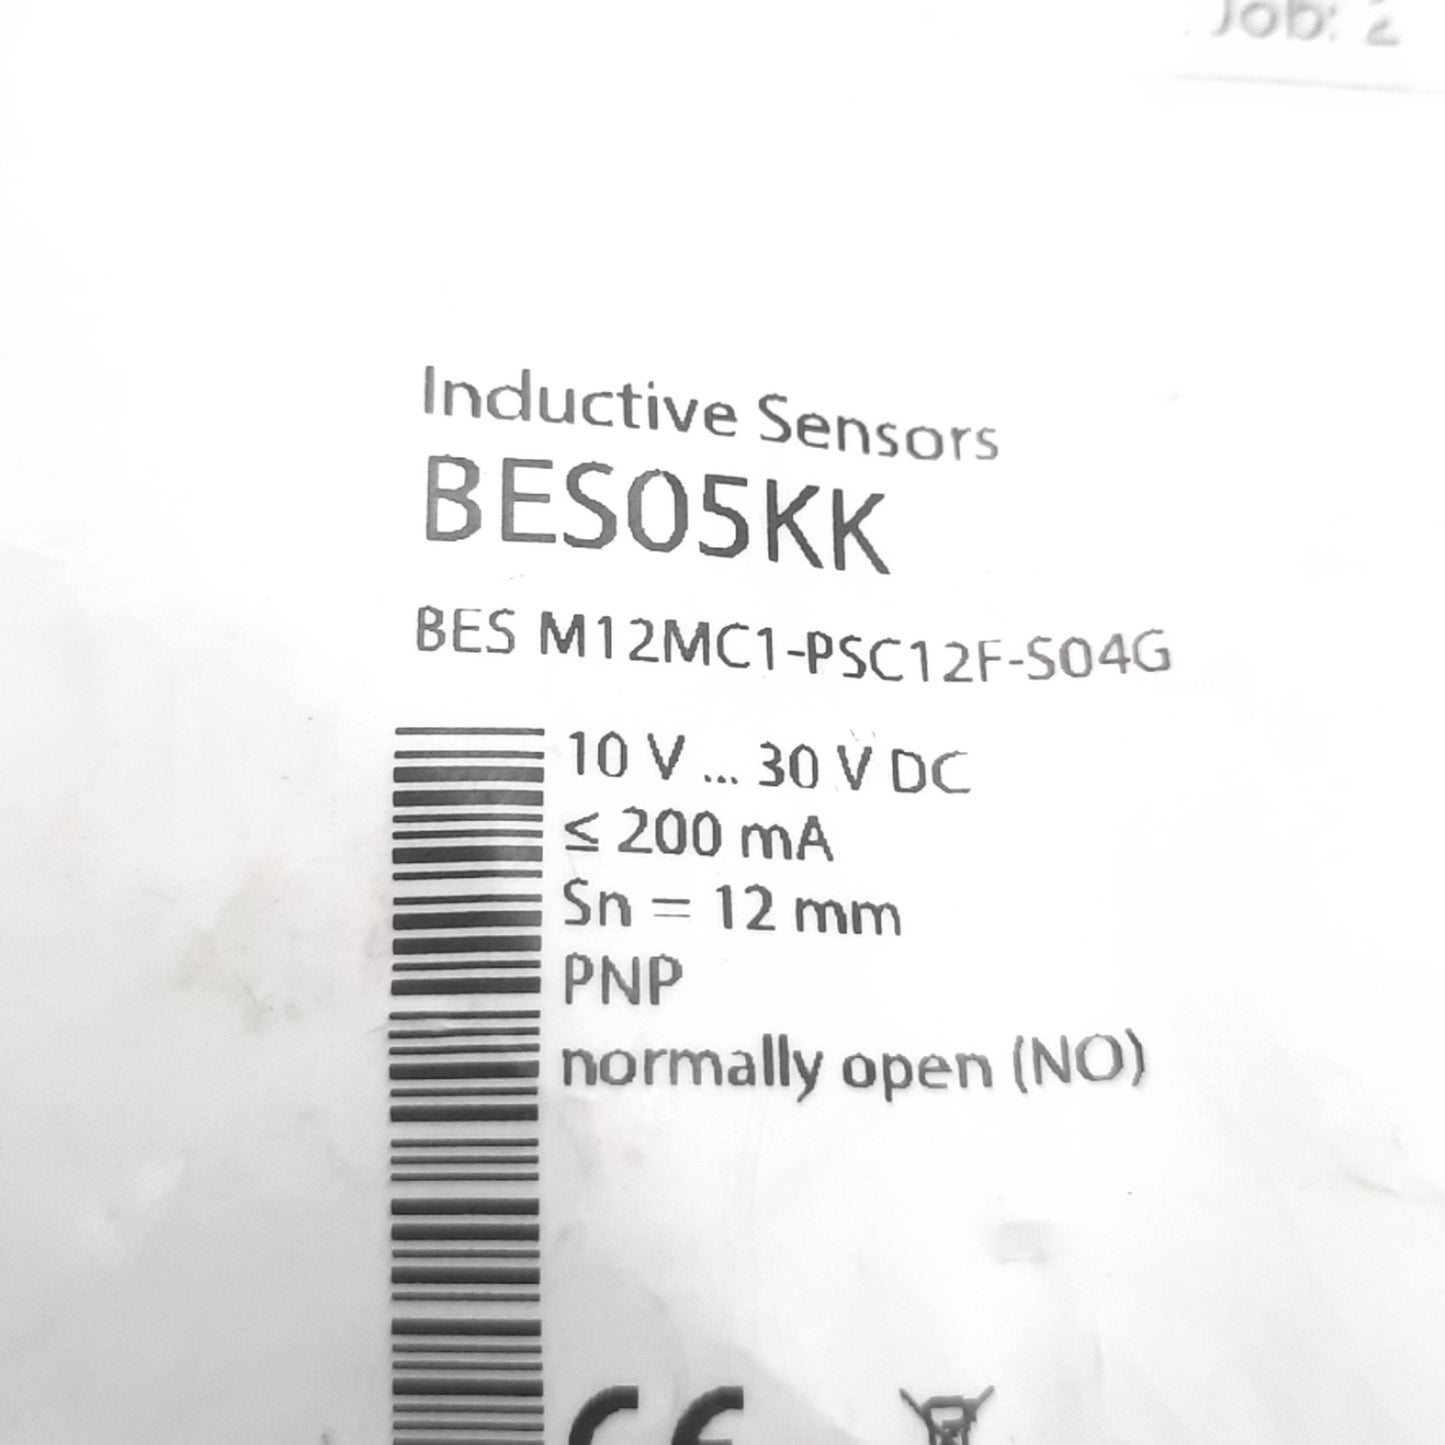 Job: 2
Inductive Sensors
BES05KK
BES M12MC1-PSC12F-S04G
10 V ... 30 V DC
≤ 200 mA
Sn = 12 mm
PNP
normally open (NO)
CE